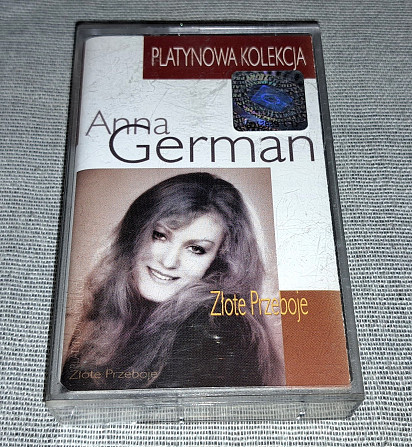 PLATYNOWA KOLEKCJA
Anna
German
Złote Przeboje
Złote Przeboje